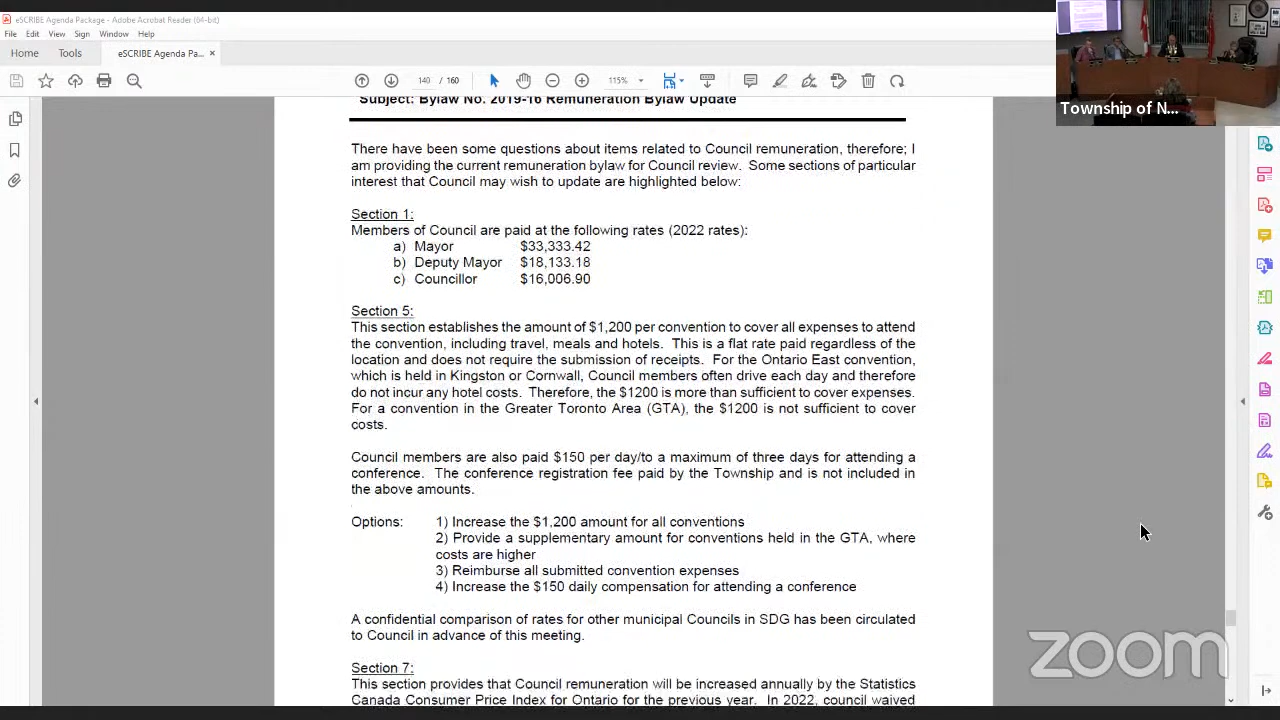 eSCRIBE Agenda Package - Adobe Acrobat Reader (64-bit)
File Edit View Sign Window Help
Home Tools eSCRIBE Agenda Pa... ×
140 / 160 115%
Township of N...
Subject: Bylaw No. 2019-16 Remuneration Bylaw Update
There have been some questions about items related to Council remuneration, therefore; I
am providing the current remuneration bylaw for Council review. Some sections of particular
interest that Council may wish to update are highlighted below:
Section 1:
Members of Council are paid at the following rates (2022 rates):
a) Mayor $33,333.42
b) Deputy Mayor $18,133.18
c) Councillor $16,006.90
Section 5:
This section establishes the amount of $1,200 per convention to cover all expenses to attend
the convention, including travel, meals and hotels. This is a flat rate paid regardless of the
location and does not require the submission of receipts. For the Ontario East convention,
which is held in Kingston or Cornwall, Council members often drive each day and therefore
do not incur any hotel costs. Therefore, the $1200 is more than sufficient to cover expenses.
For a convention in the Greater Toronto Area (GTA), the $1200 is not sufficient to cover
costs.
Council members are also paid $150 per day/to a maximum of three days for attending a
conference. The conference registration fee paid by the Township and is not included in
the above amounts.
Options: 1) Increase the $1,200 amount for all conventions
2) Provide a supplementary amount for conventions held in the GTA, where
costs are higher
3) Reimburse all submitted convention expenses
4) Increase the $150 daily compensation for attending a conference
A confidential comparison of rates for other municipal Councils in SDG has been circulated
to Council in advance of this meeting.
Section 7:
This section provides that Council remuneration will be increased annually by the Statistics
Canada Consumer Price Index for Ontario for the previous year. In 2022, council waived
zoom